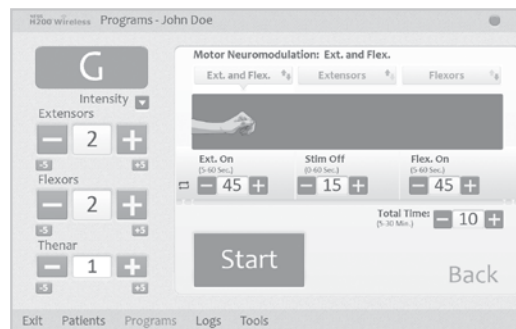 H200 Wireless Programs - John Doe
G
Intensity
Extensors
2
-5 +5
Flexors
2
-5 +5
Thenar
1
-5 +5
Motor Neuromodulation: Ext. and Flex.
Ext. and Flex. Extensors Flexors
Ext. On Stim Off Flex. On
(5-60 Sec.) (0-60 Sec.) (5-60 Sec.)
45 15 45
Total Time: 10
(5-30 Min.)
Start
Back
Exit Patients Programs Logs Tools